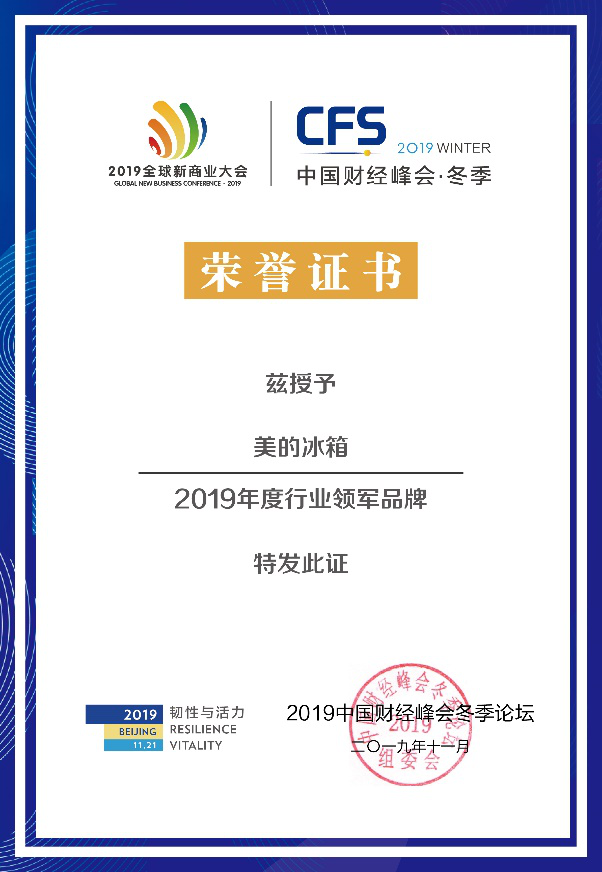 2019全球新商业大会
GLOBAL NEW BUSINESS CONFERENCE - 2019
CFS
2019 WINTER
中国财经峰会·冬季
荣誉证书
兹授予
美的冰箱
2019年度行业领军品牌
特发此证
2019
BEIJING
11.21
韧性与活力
RESILIENCE
VITALITY
2019中国财经峰会冬季论坛
二〇一九年十一月
中国财经峰会冬季论坛
2019
组委会